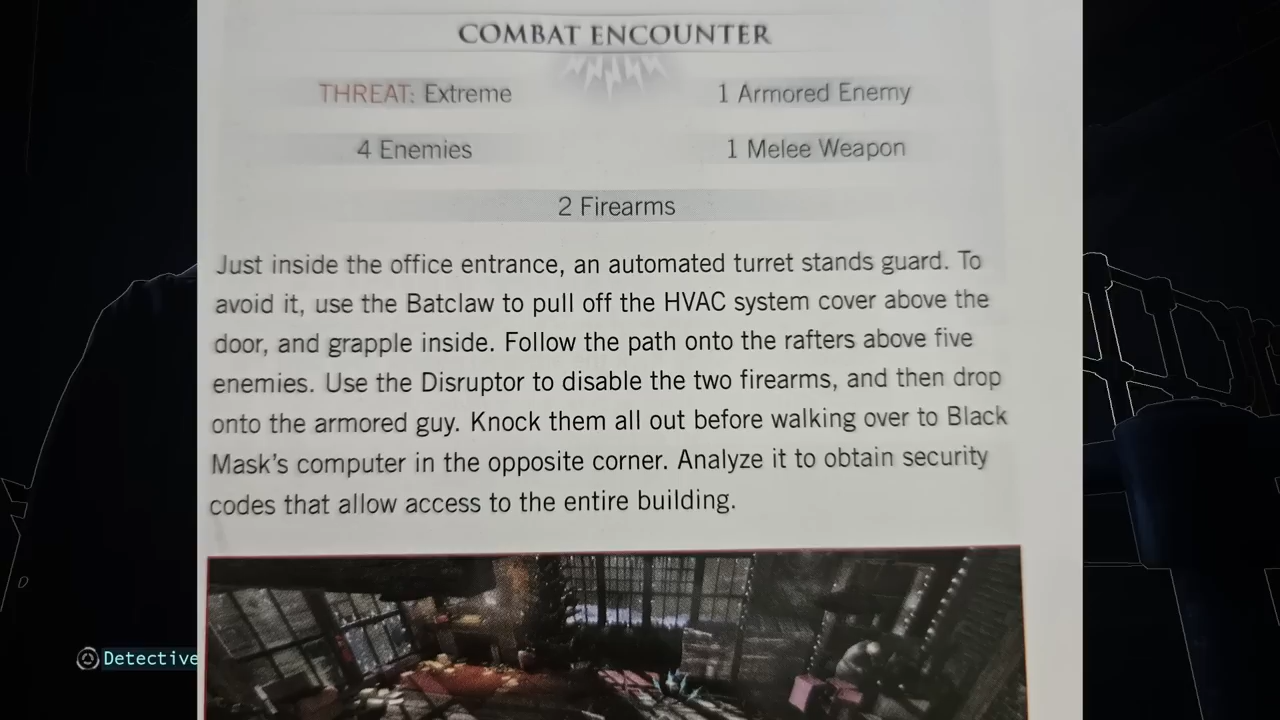 COMBAT ENCOUNTER
THREAT: Extreme
1 Armored Enemy
4 Enemies
1 Melee Weapon
2 Firearms
Just inside the office entrance, an automated turret stands guard. To
avoid it, use the Batclaw to pull off the HVAC system cover above the
door, and grapple inside. Follow the path onto the rafters above five
enemies. Use the Disruptor to disable the two firearms, and then drop
onto the armored guy. Knock them all out before walking over to Black
Mask's computer in the opposite corner. Analyze it to obtain security
codes that allow access to the entire building.
Detective